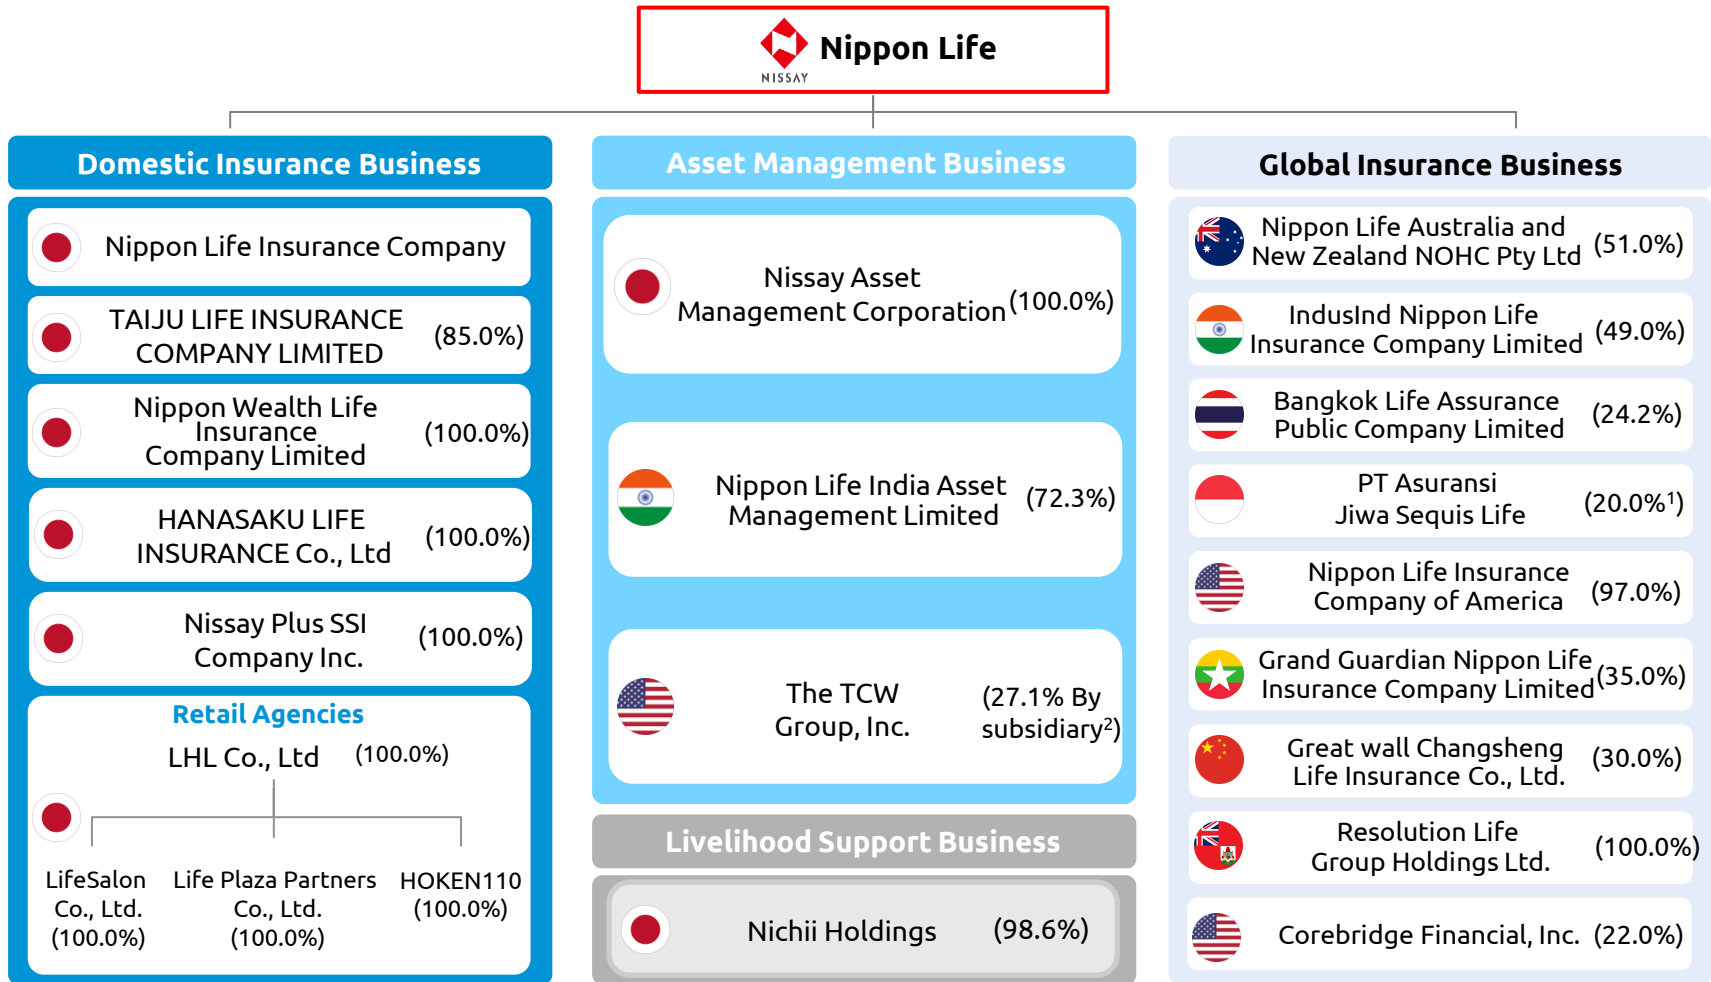 NISSAY
Nippon Life
Domestic Insurance Business
Nippon Life Insurance Company
TAIJU LIFE INSURANCE
COMPANY LIMITED
(85.0%)
Nippon Wealth Life
Insurance
Company Limited
(100.0%)
HANASAKU LIFE
INSURANCE Co., Ltd
(100.0%)
Nissay Plus SSI
Company Inc.
(100.0%)
Retail Agencies
LHL Co., Ltd
(100.0%)
LifeSalon
Co., Ltd.
(100.0%)
Life Plaza Partners
Co., Ltd.
(100.0%)
HOKEN110
(100.0%)
Asset Management Business
Nissay Asset
Management Corporation
(100.0%)
Nippon Life India Asset
Management Limited
(72.3%)
The TCW
Group, Inc.
(27.1% By
subsidiary²)
Livelihood Support Business
Nichii Holdings
(98.6%)
Global Insurance Business
Nippon Life Australia and
New Zealand NOHC Pty Ltd
(51.0%)
IndusInd Nippon Life
Insurance Company Limited
(49.0%)
Bangkok Life Assurance
Public Company Limited
(24.2%)
PT Asuransi
Jiwa Sequis Life
(20.0%¹)
Nippon Life Insurance
Company of America
(97.0%)
Grand Guardian Nippon Life
Insurance Company Limited
(35.0%)
Great wall Changsheng
Life Insurance Co., Ltd.
(30.0%)
Resolution Life
Group Holdings Ltd.
(100.0%)
Corebridge Financial, Inc.
(22.0%)